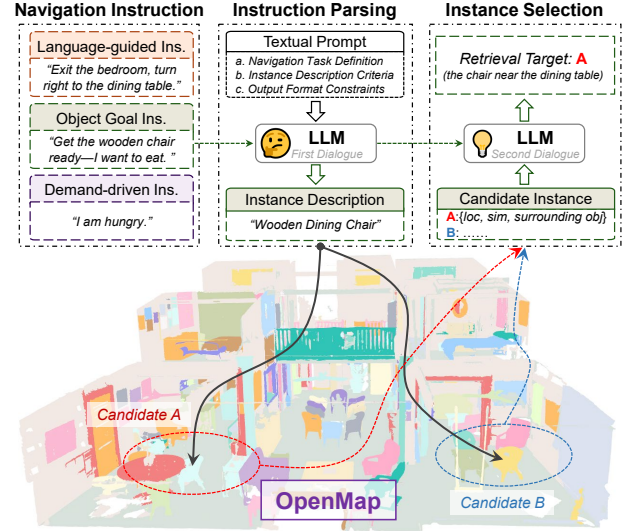 Navigation Instruction
Language-guided Ins.
“Exit the bedroom, turn
right to the dining table.”
Object Goal Ins.
“Get the wooden chair
ready—I want to eat. ”
Demand-driven Ins.
“I am hungry.”
Instruction Parsing
Textual Prompt
a. Navigation Task Definition
b. Instance Description Criteria
c. Output Format Constraints
LLM
First Dialogue
Instance Description
“Wooden Dining Chair”
Instance Selection
Retrieval Target: A
(the chair near the dining table)
LLM
Second Dialogue
Candidate Instance
A:{loc, sim, surrounding obj}
B: ……
Candidate A
OpenMap
Candidate B